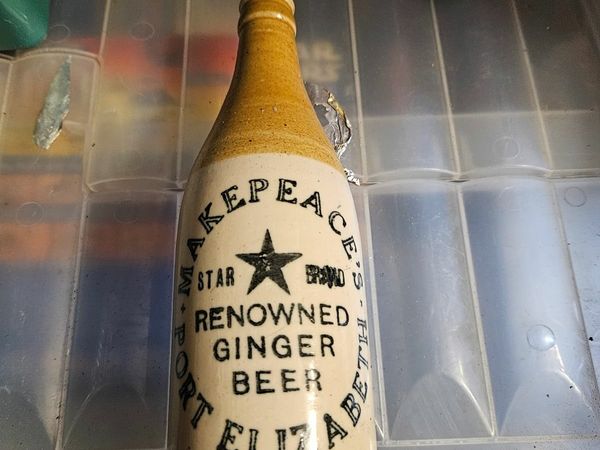 MAKEPEACE'S
STAR BRAND
RENOWNED
GINGER
BEER
PORT ELIZABETH